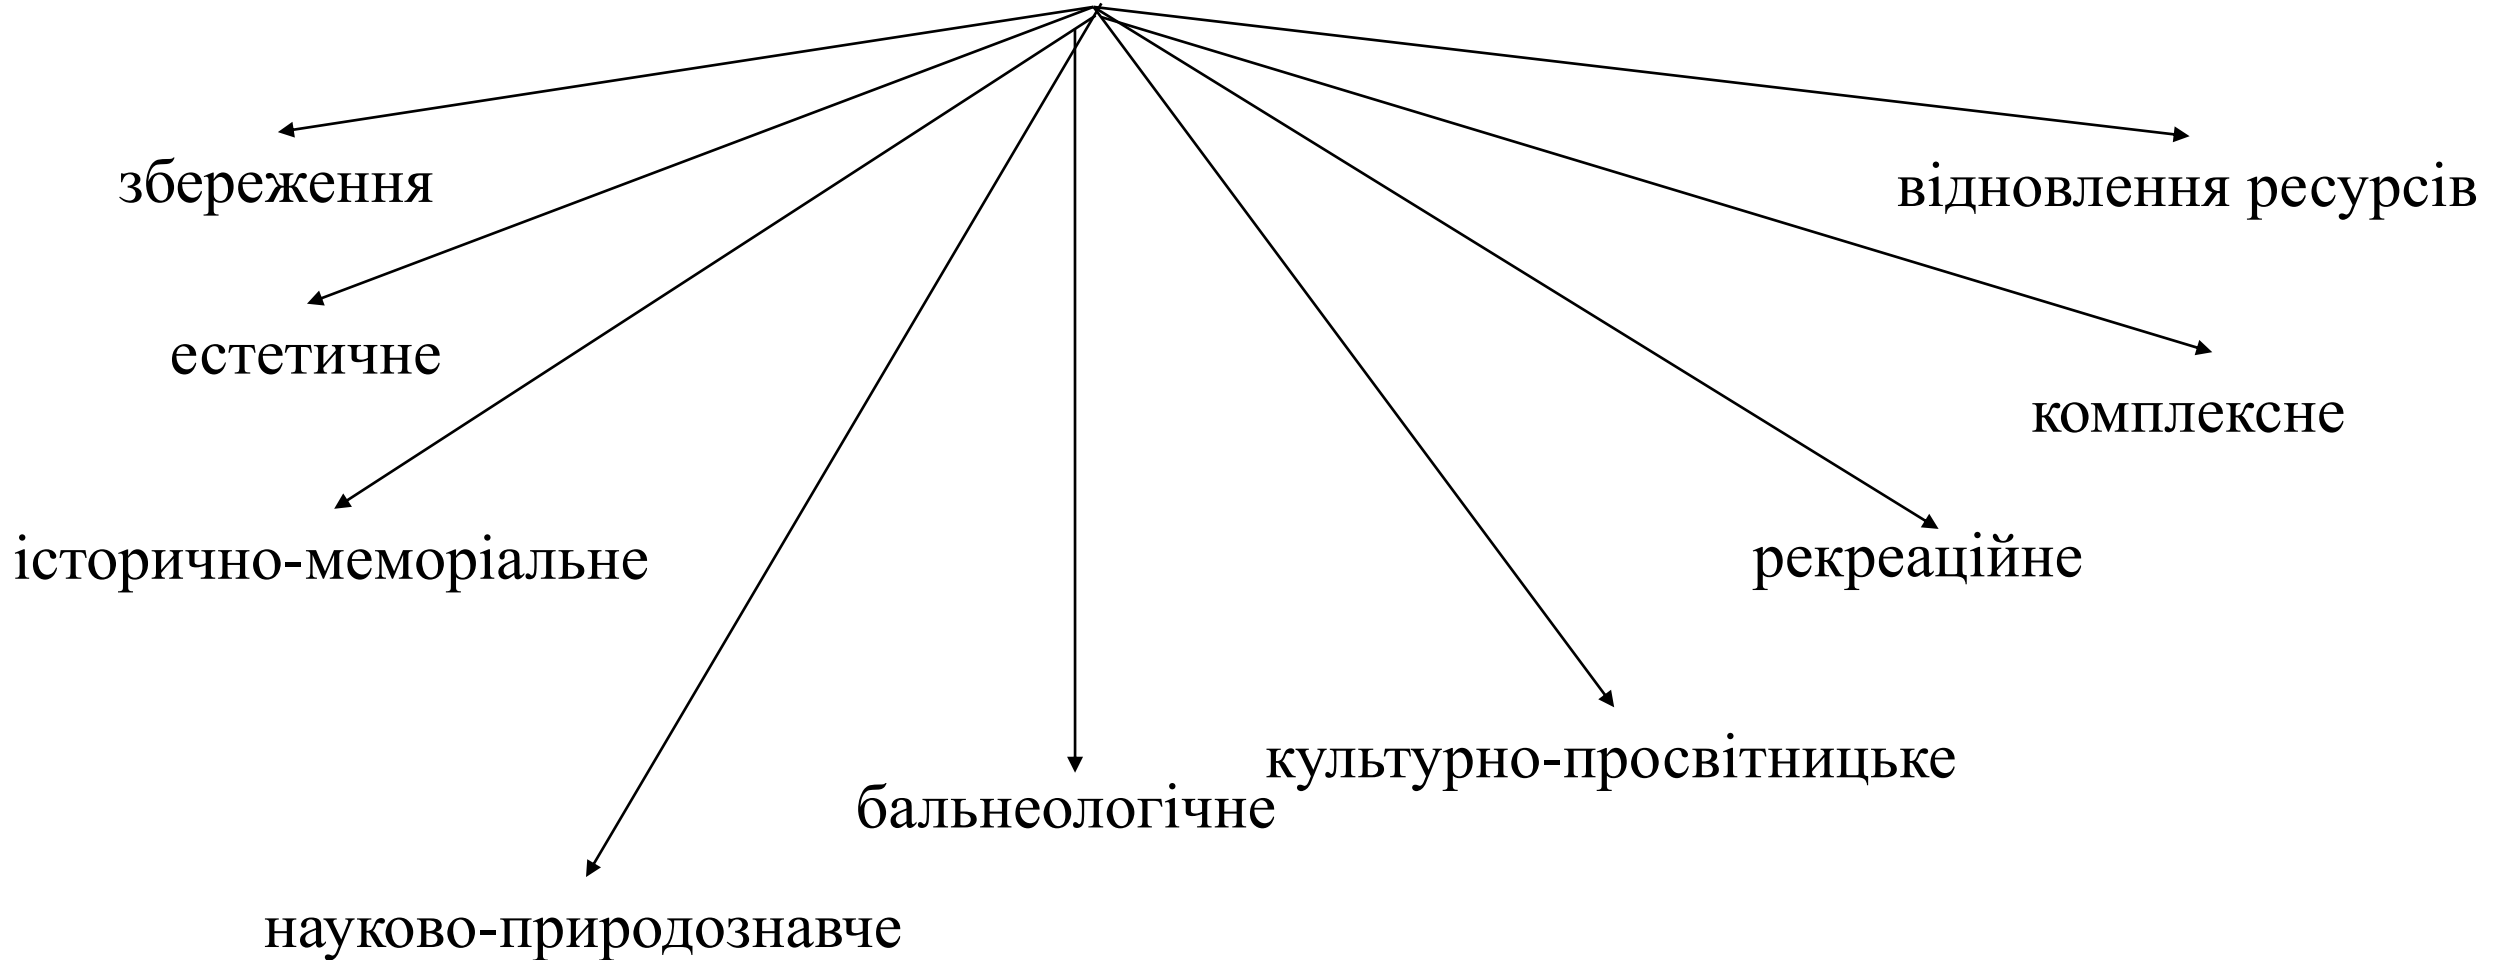 збереження
відновлення ресурсів
естетичне
комплексне
історично-меморіальне
рекреаційне
культурно-просвітницьке
бальнеологічне
науково-природознавче